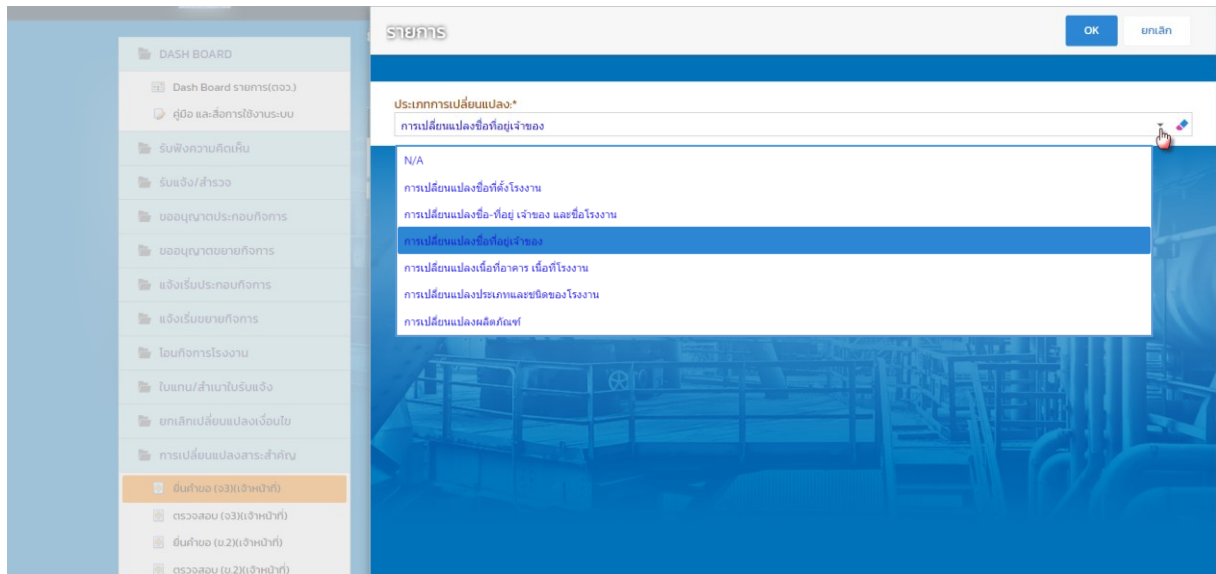 รายการ
OK
ยกเลิก
DASH BOARD
Dash Board รายการ(ตจว.)
คู่มือ และสื่อการใช้งานระบบ
รับฟังความคิดเห็น
รับแจ้ง/สำรวจ
ขออนุญาตประกอบกิจการ
ขออนุญาตขยายกิจการ
แจ้งเริ่มประกอบกิจการ
แจ้งเริ่มขยายกิจการ
โอนกิจการโรงงาน
ใบแทน/สำเนาใบรับแจ้ง
ยกเลิกเปลี่ยนแปลงเงื่อนไข
การเปลี่ยนแปลงสาระสำคัญ
ยื่นคำขอ (จ3)(เจ้าหน้าที่)
ตรวจสอบ (จ3)(เจ้าหน้าที่)
ยื่นคำขอ (ข.2)(เจ้าหน้าที่)
ตรวจสอบ (ข.2)(เจ้าหน้าที่)
ประเภทการเปลี่ยนแปลง:*
การเปลี่ยนแปลงชื่อที่อยู่เจ้าของ
N/A
การเปลี่ยนแปลงชื่อที่ตั้งโรงงาน
การเปลี่ยนแปลงชื่อ-ที่อยู่ เจ้าของ และชื่อโรงงาน
การเปลี่ยนแปลงชื่อที่อยู่เจ้าของ
การเปลี่ยนแปลงเนื้อที่อาคาร เนื้อที่โรงงาน
การเปลี่ยนแปลงประเภทและชนิดของโรงงาน
การเปลี่ยนแปลงผลิตภัณฑ์